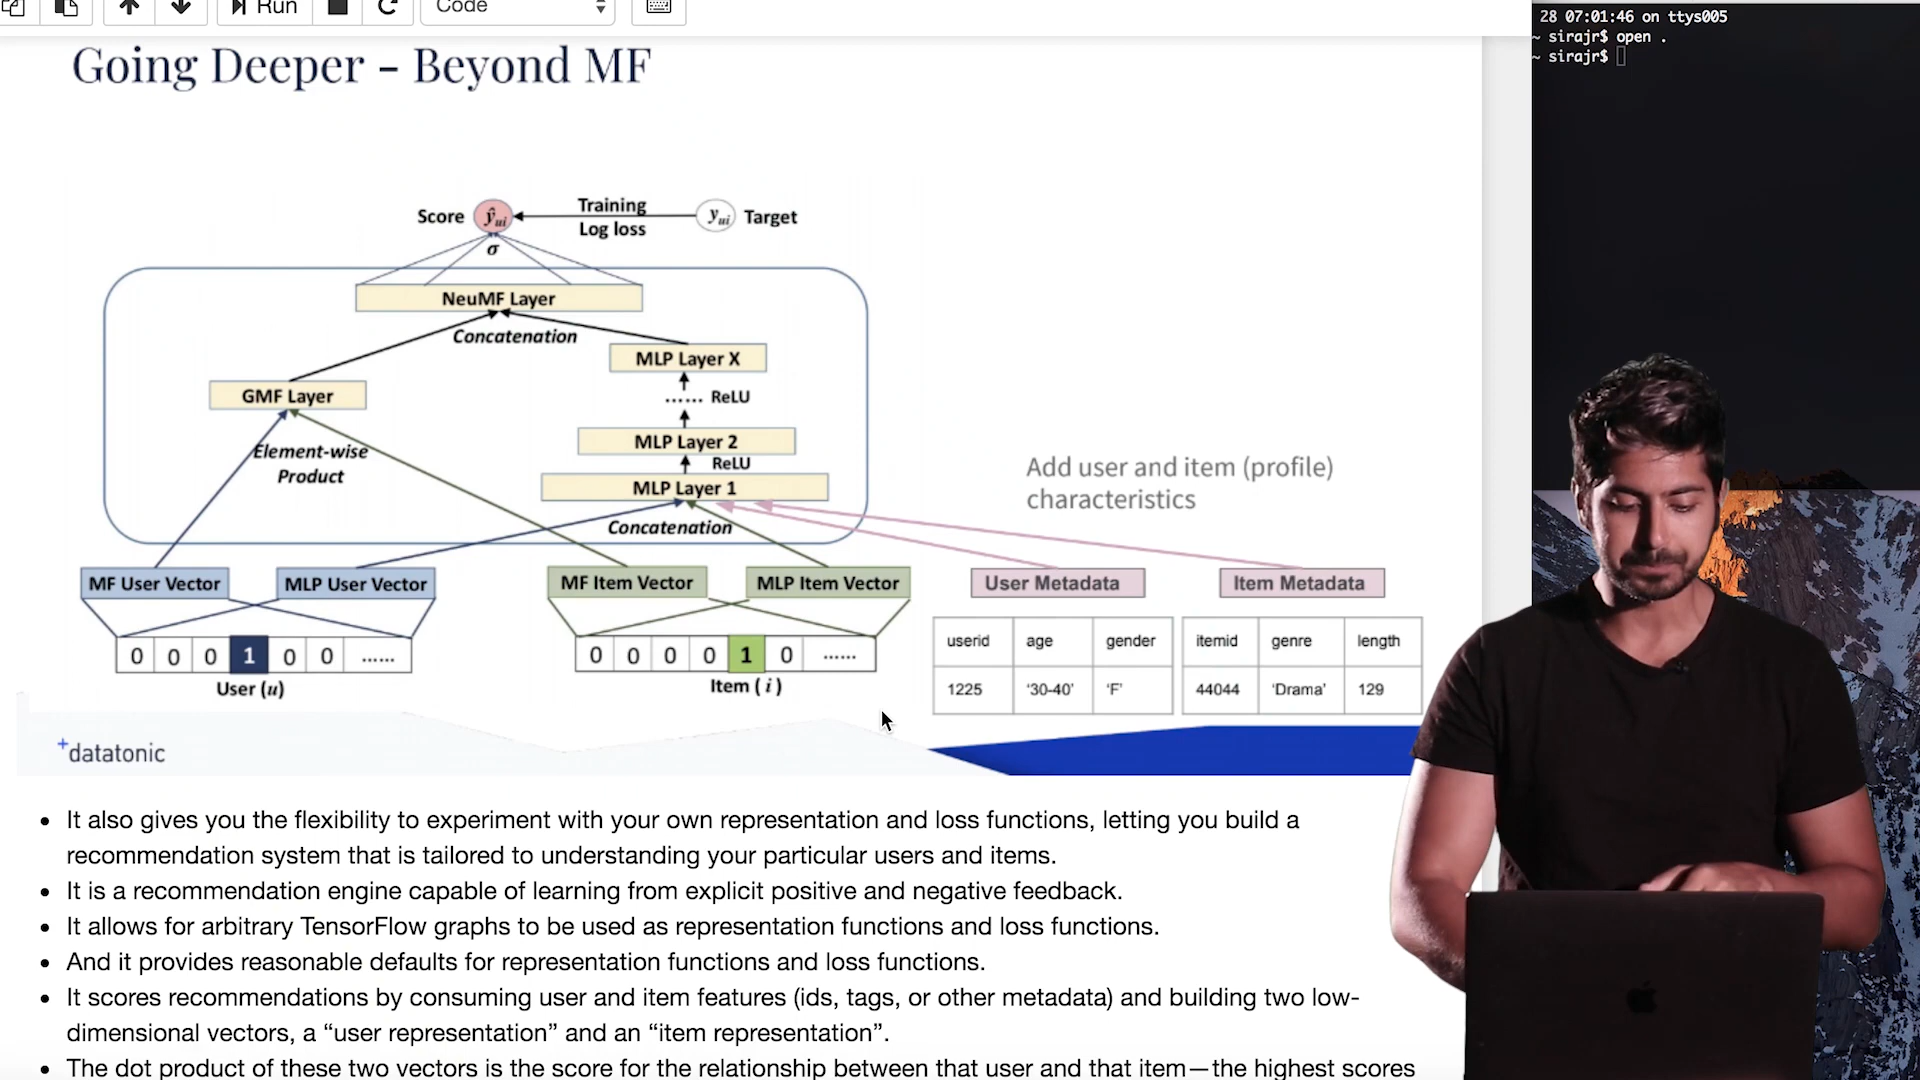 Run
Code
28 07:01:46 on ttys005
~ sirajr$ open .
~ sirajr$
Going Deeper – Beyond MF
Score ŷui Training Log loss yui Target
σ
NeuMF Layer
Concatenation
MLP Layer X
GMF Layer
...... ReLU
Element-wise
Product
MLP Layer 2
ReLU
MLP Layer 1
Concatenation
Add user and item (profile)
characteristics
MF User Vector MLP User Vector MF Item Vector MLP Item Vector User Metadata Item Metadata
0 0 0 1 0 0 ......
User (u)
0 0 0 0 1 0 ......
Item ( i )
userid age gender
1225 '30-40' 'F'
itemid genre length
44044 'Drama' 129
+datatonic
• It also gives you the flexibility to experiment with your own representation and loss functions, letting you build a
recommendation system that is tailored to understanding your particular users and items.
• It is a recommendation engine capable of learning from explicit positive and negative feedback.
• It allows for arbitrary TensorFlow graphs to be used as representation functions and loss functions.
• And it provides reasonable defaults for representation functions and loss functions.
• It scores recommendations by consuming user and item features (ids, tags, or other metadata) and building two low-
dimensional vectors, a “user representation” and an “item representation”.
• The dot product of these two vectors is the score for the relationship between that user and that item—the highest scores